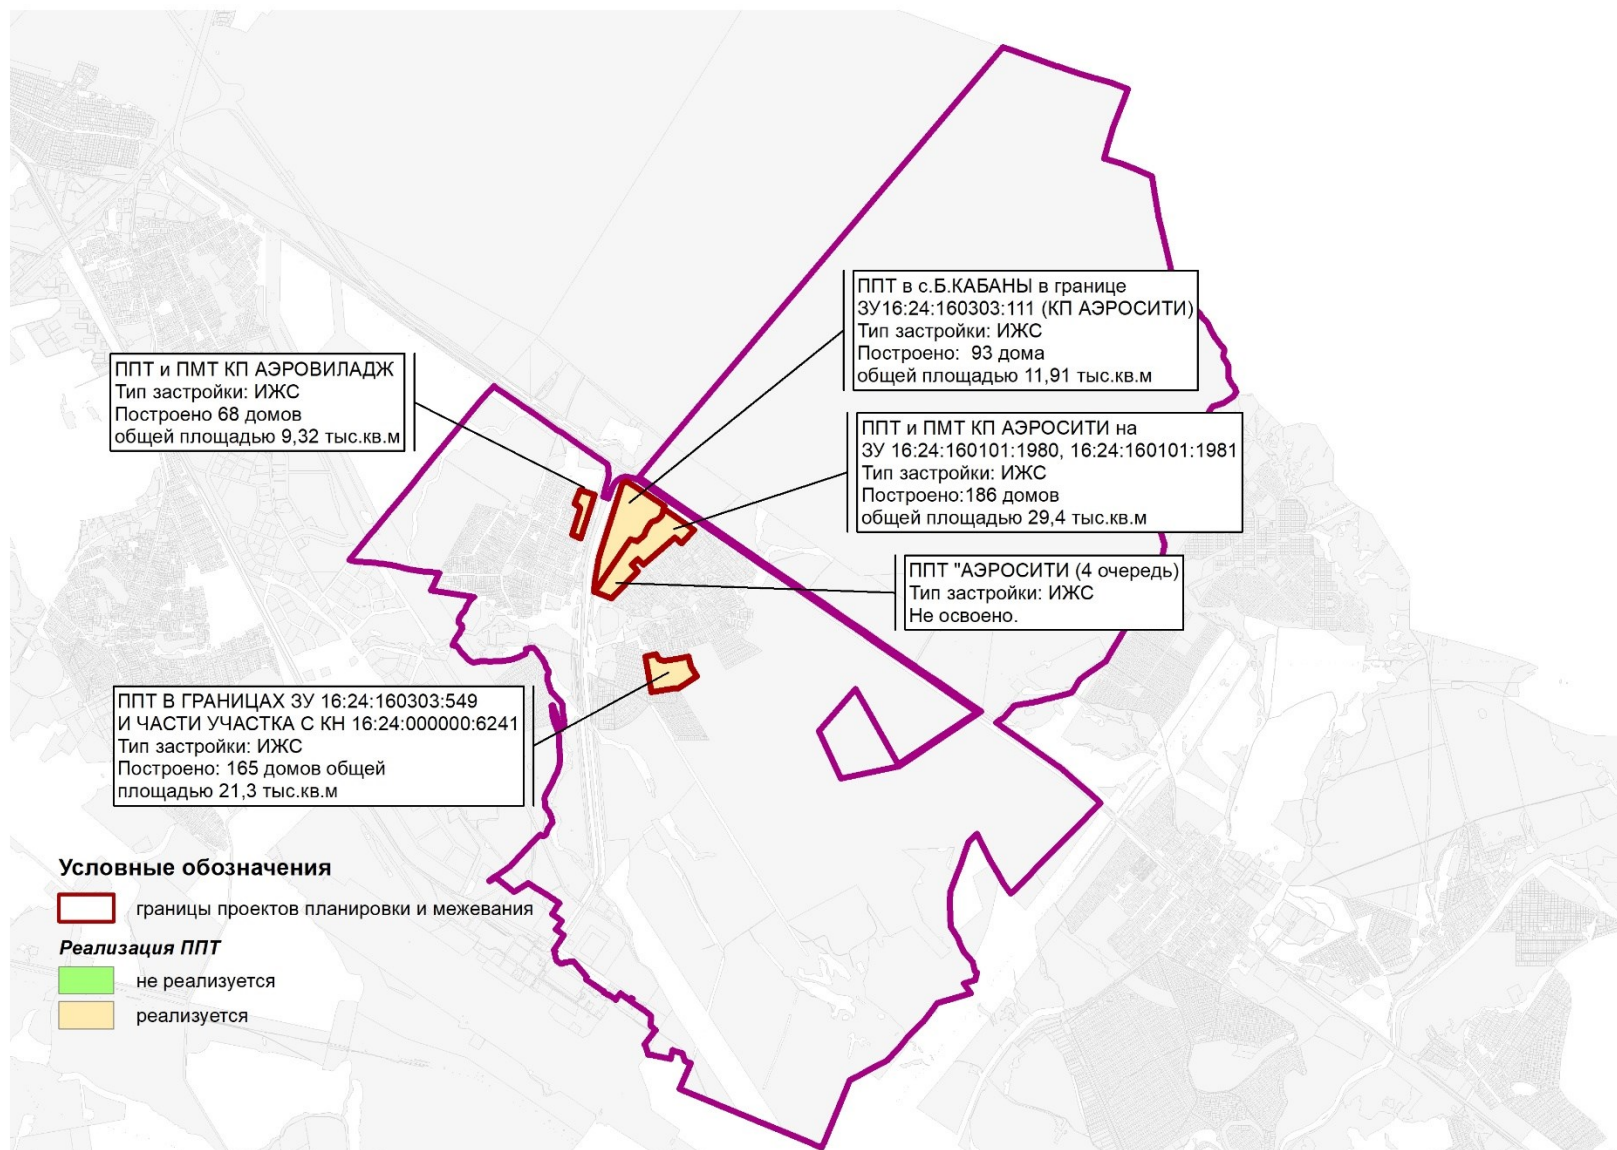 ППТ в с.Б.КАБАНЫ в границе
ЗУ16:24:160303:111 (КП АЭРОСИТИ)
Тип застройки: ИЖС
Построено:  93 дома
общей площадью 11,91 тыс.кв.м
ППТ и ПМТ КП АЭРОВИЛАДЖ
Тип застройки: ИЖС
Построено 68 домов
общей площадью 9,32 тыс.кв.м
ППТ и ПМТ КП АЭРОСИТИ на
ЗУ 16:24:160101:1980, 16:24:160101:1981
Тип застройки: ИЖС
Построено:186 домов
общей площадью 29,4 тыс.кв.м
ППТ "АЭРОСИТИ (4 очередь)
Тип застройки: ИЖС
Не освоено.
ППТ В ГРАНИЦАХ ЗУ 16:24:160303:549
И ЧАСТИ УЧАСТКА С КН 16:24:000000:6241
Тип застройки: ИЖС
Построено: 165 домов общей
площадью 21,3 тыс.кв.м
Условные обозначения
границы проектов планировки и межевания
Реализация ППТ
не реализуется
реализуется